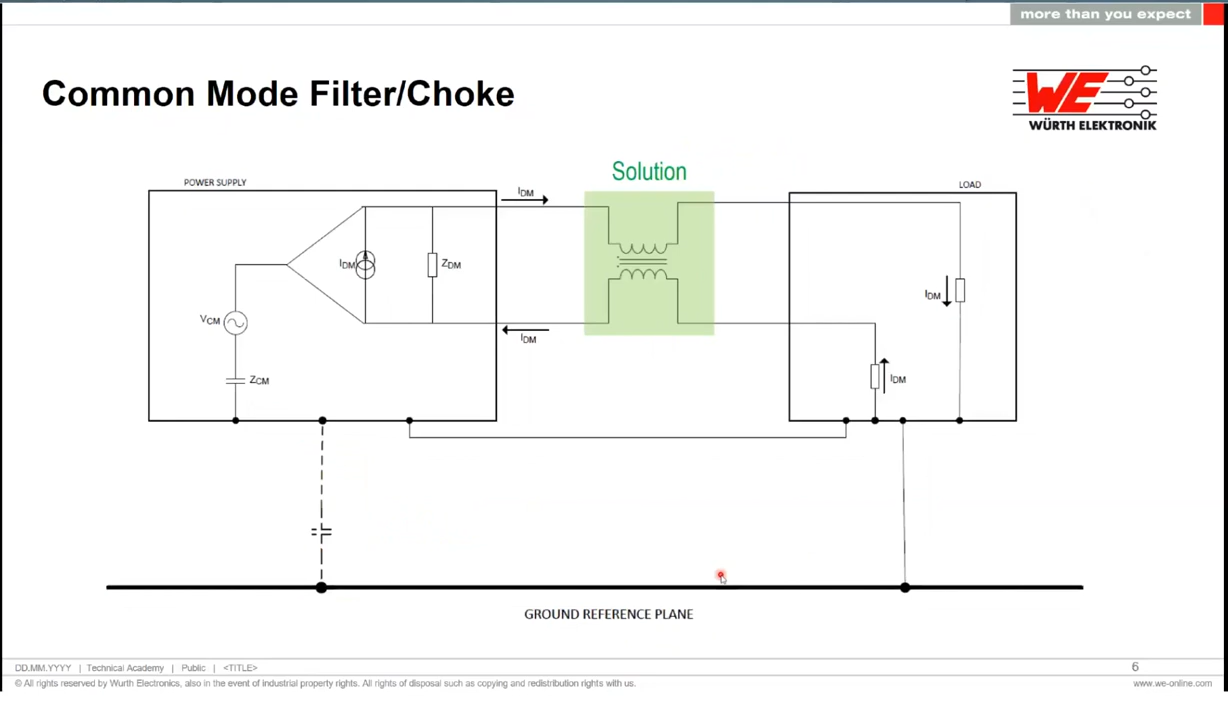 more than you expect
Common Mode Filter/Choke
WE
WÜRTH ELEKTRONIK
Solution
POWER SUPPLY
LOAD
IDM
IDM
ZDM
IDM
VCM
IDM
ZCM
IDM
GROUND REFERENCE PLANE
DD.MM.YYYY | Technical Academy | Public | <TITLE>
6
© All rights reserved by Wurth Electronics, also in the event of industrial property rights. All rights of disposal such as copying and redistribution rights with us.
www.we-online.com